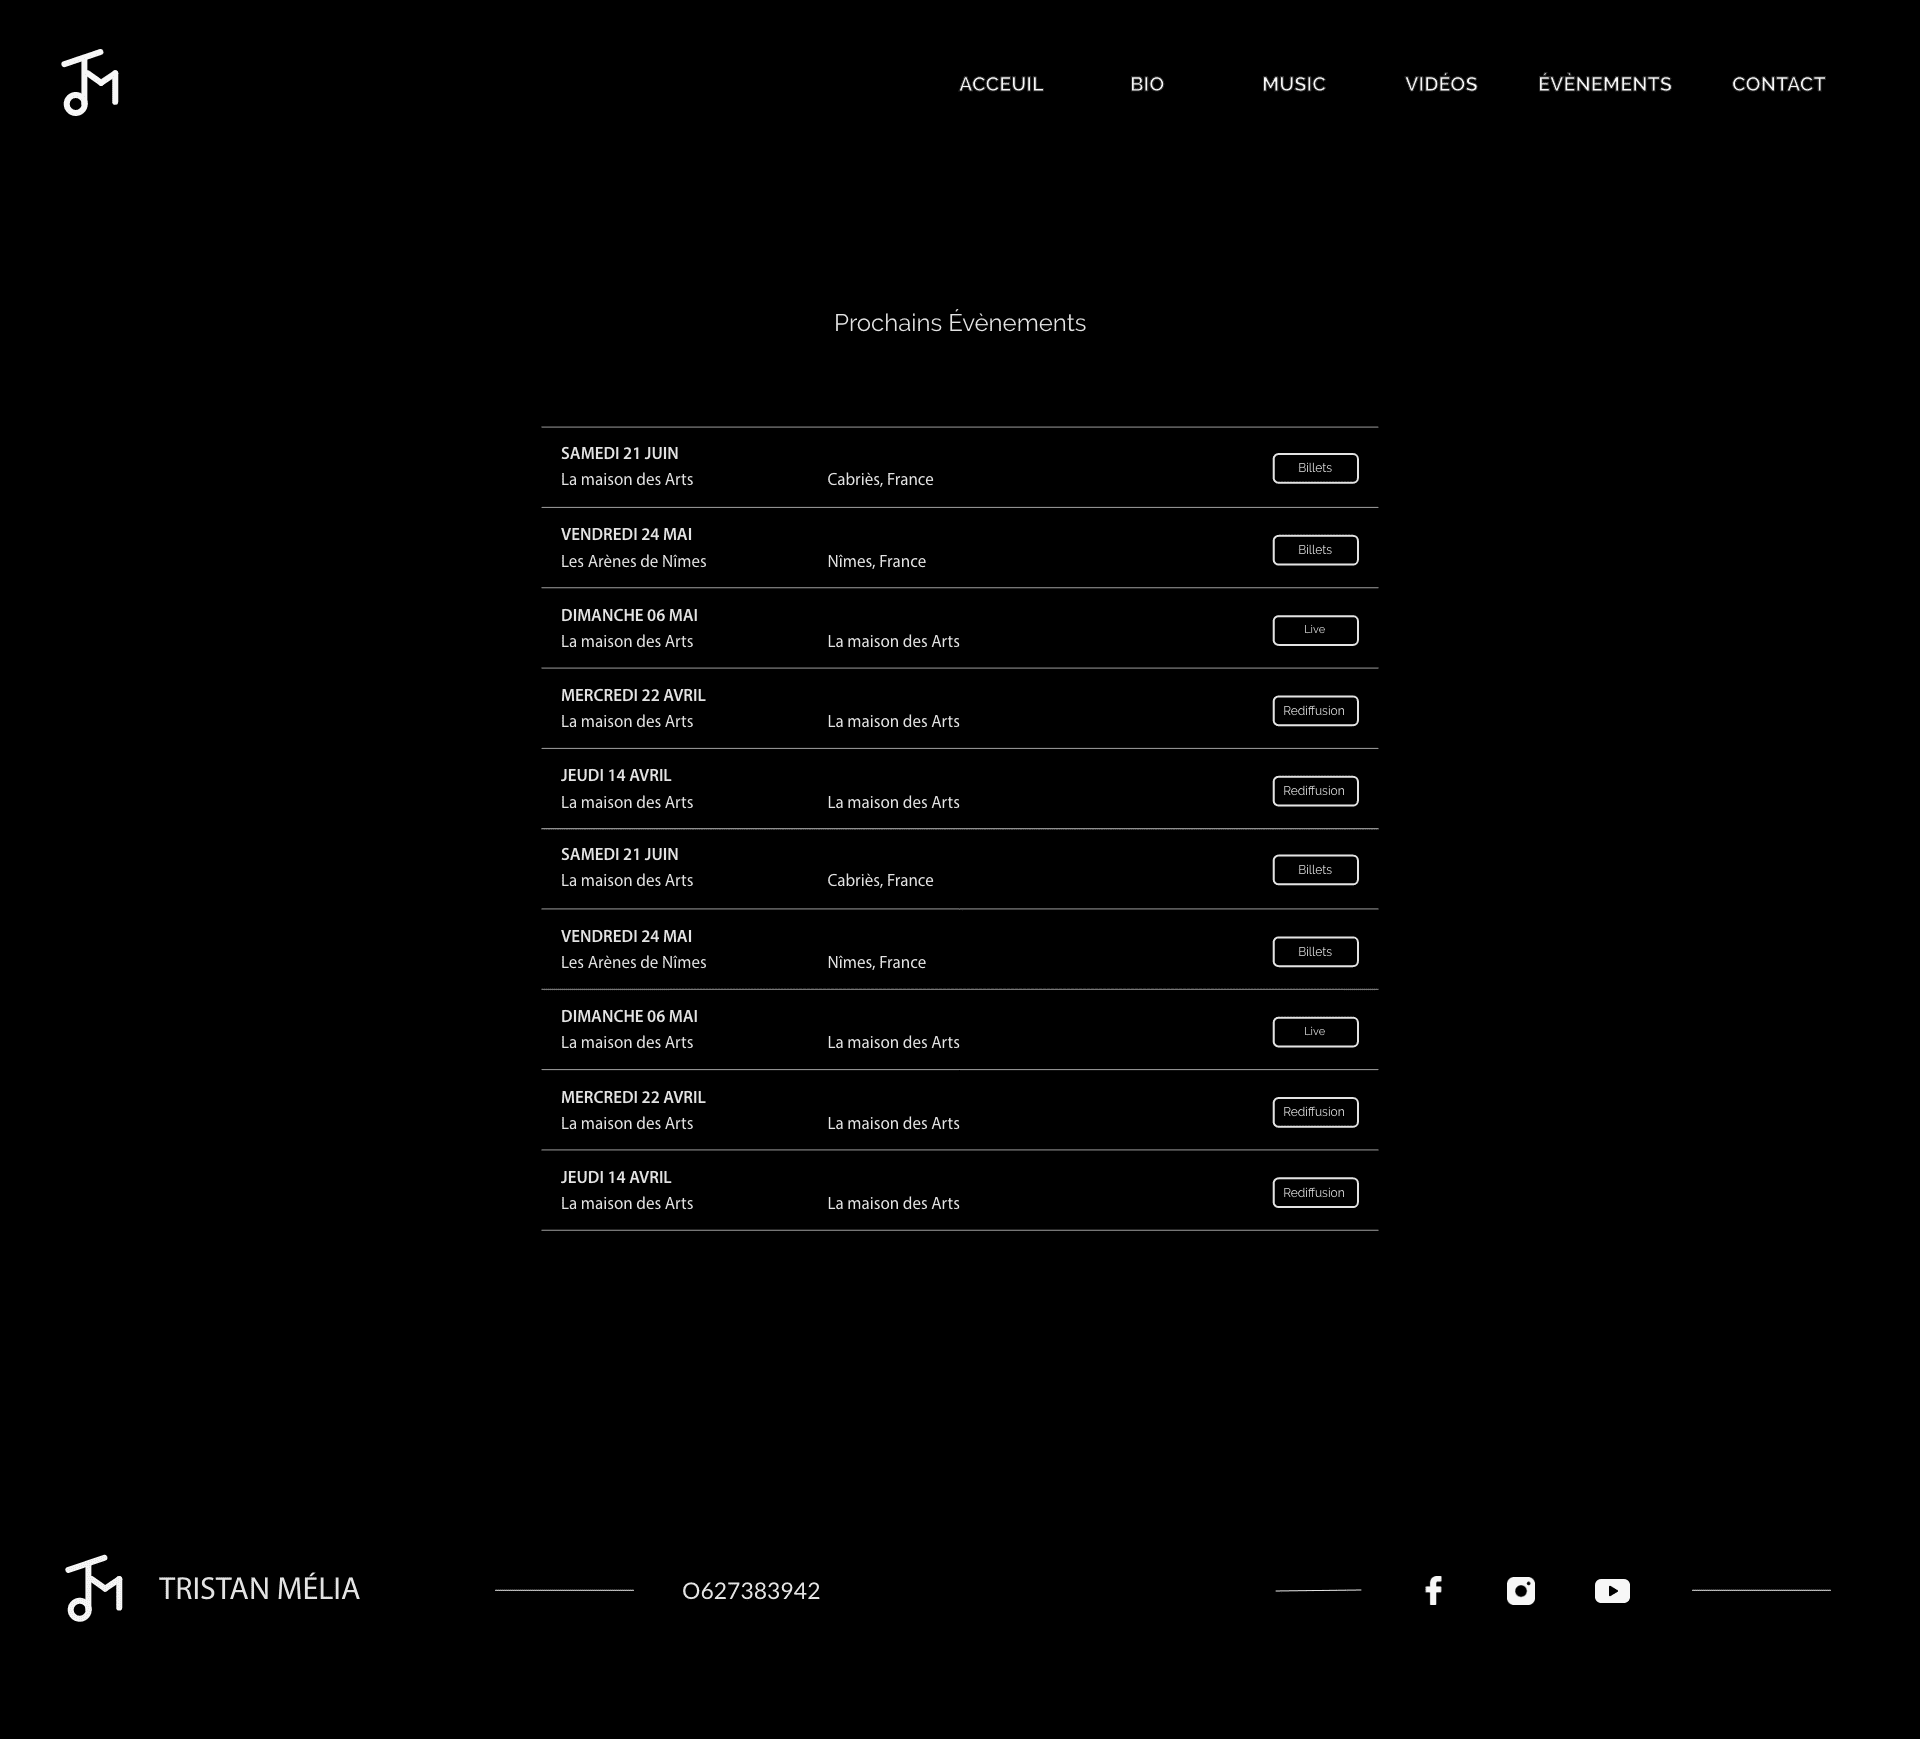 TM
ACCEUIL BIO MUSIC VIDÉOS ÉVÈNEMENTS CONTACT
Prochains Évènements
SAMEDI 21 JUIN
La maison des Arts Cabriès, France Billets
VENDREDI 24 MAI
Les Arènes de Nîmes Nîmes, France Billets
DIMANCHE 06 MAI
La maison des Arts La maison des Arts Live
MERCREDI 22 AVRIL
La maison des Arts La maison des Arts Rediffusion
JEUDI 14 AVRIL
La maison des Arts La maison des Arts Rediffusion
SAMEDI 21 JUIN
La maison des Arts Cabriès, France Billets
VENDREDI 24 MAI
Les Arènes de Nîmes Nîmes, France Billets
DIMANCHE 06 MAI
La maison des Arts La maison des Arts Live
MERCREDI 22 AVRIL
La maison des Arts La maison des Arts Rediffusion
JEUDI 14 AVRIL
La maison des Arts La maison des Arts Rediffusion
TM TRISTAN MÉLIA O627383942